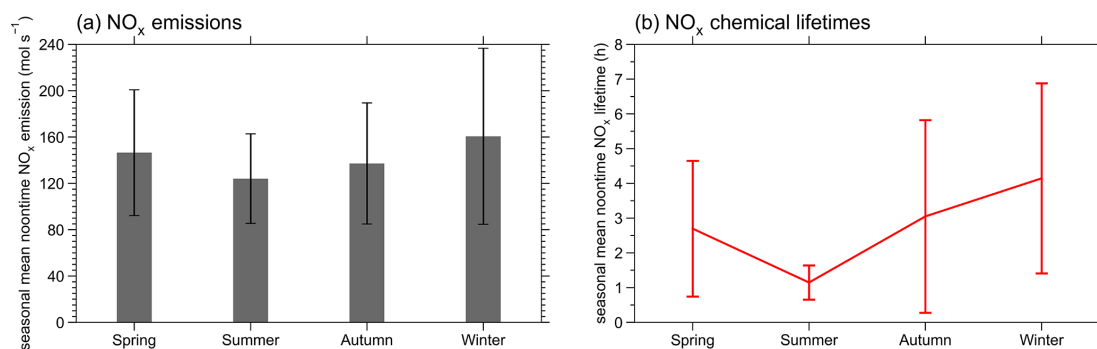 (a) NOx emissions
seasonal mean noontime NOx emission (mol s⁻¹)
240
200
160
120
80
40
0
Spring Summer Autumn Winter
(b) NOx chemical lifetimes
seasonal mean noontime NOx lifetime (h)
8
7
6
5
4
3
2
1
0
Spring Summer Autumn Winter